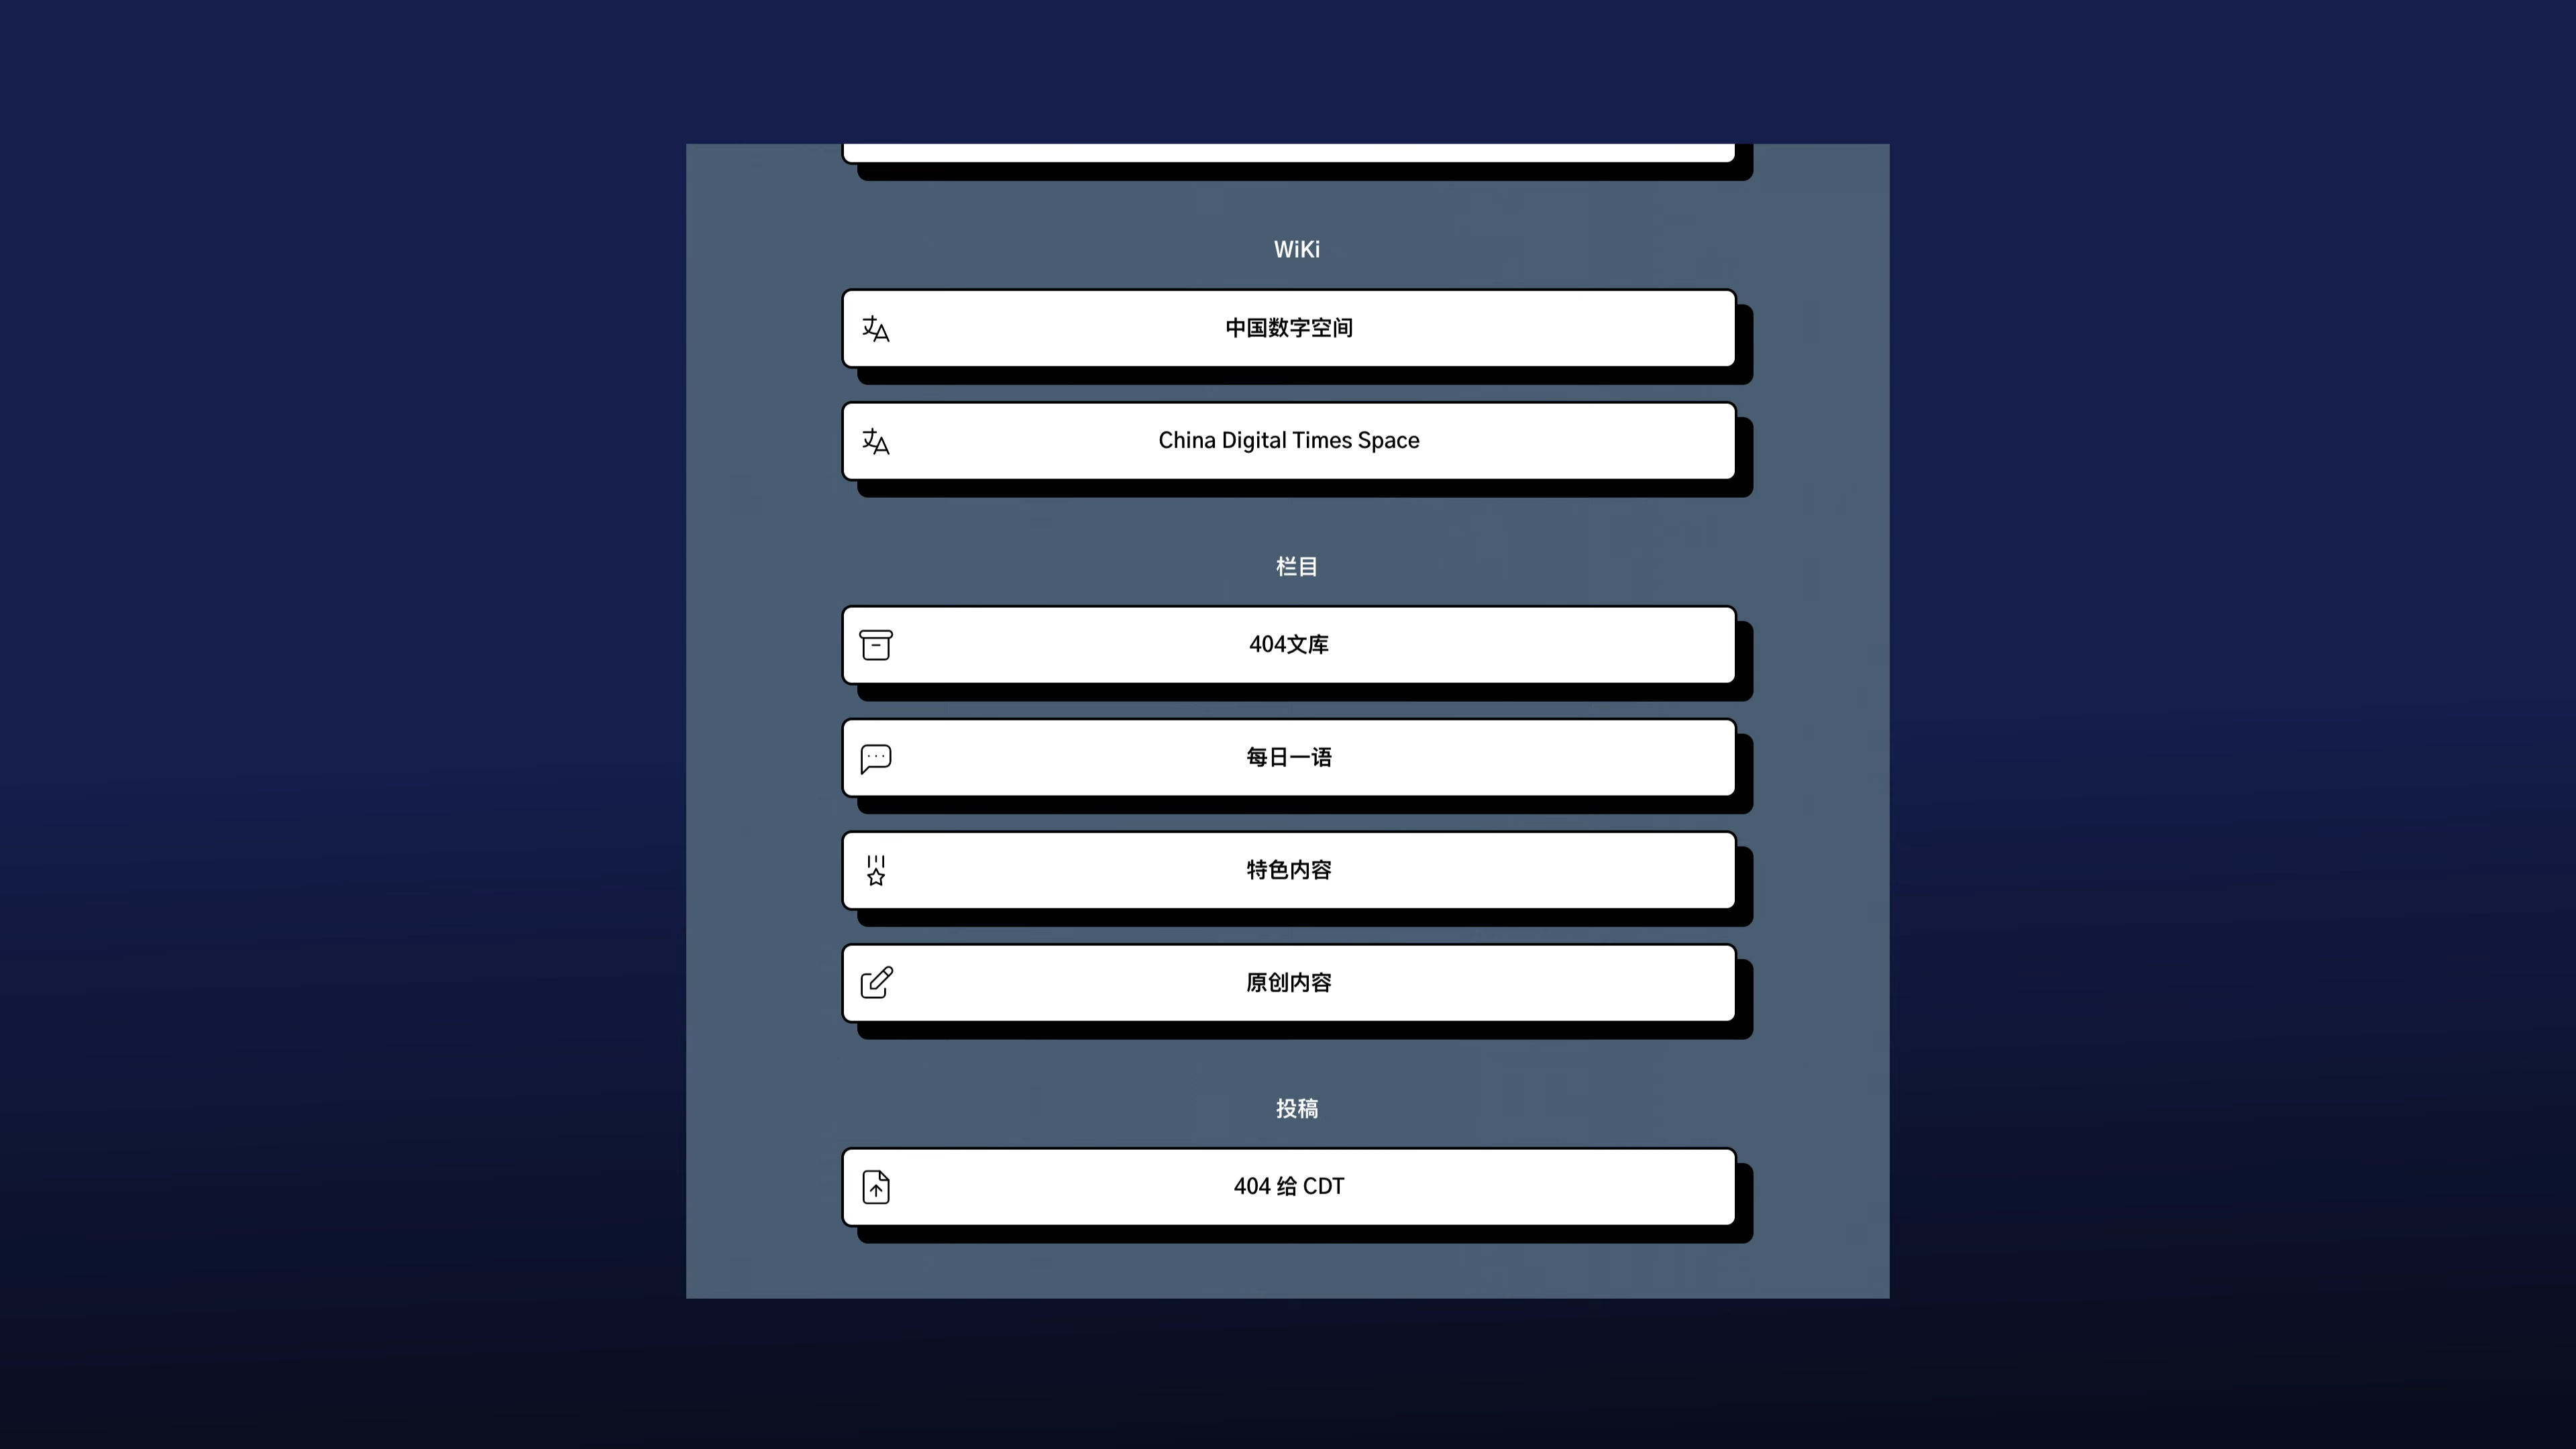 WiKi
中国数字空间
China Digital Times Space
栏目
404文库
每日一语
特色内容
原创内容
投稿
404 给 CDT